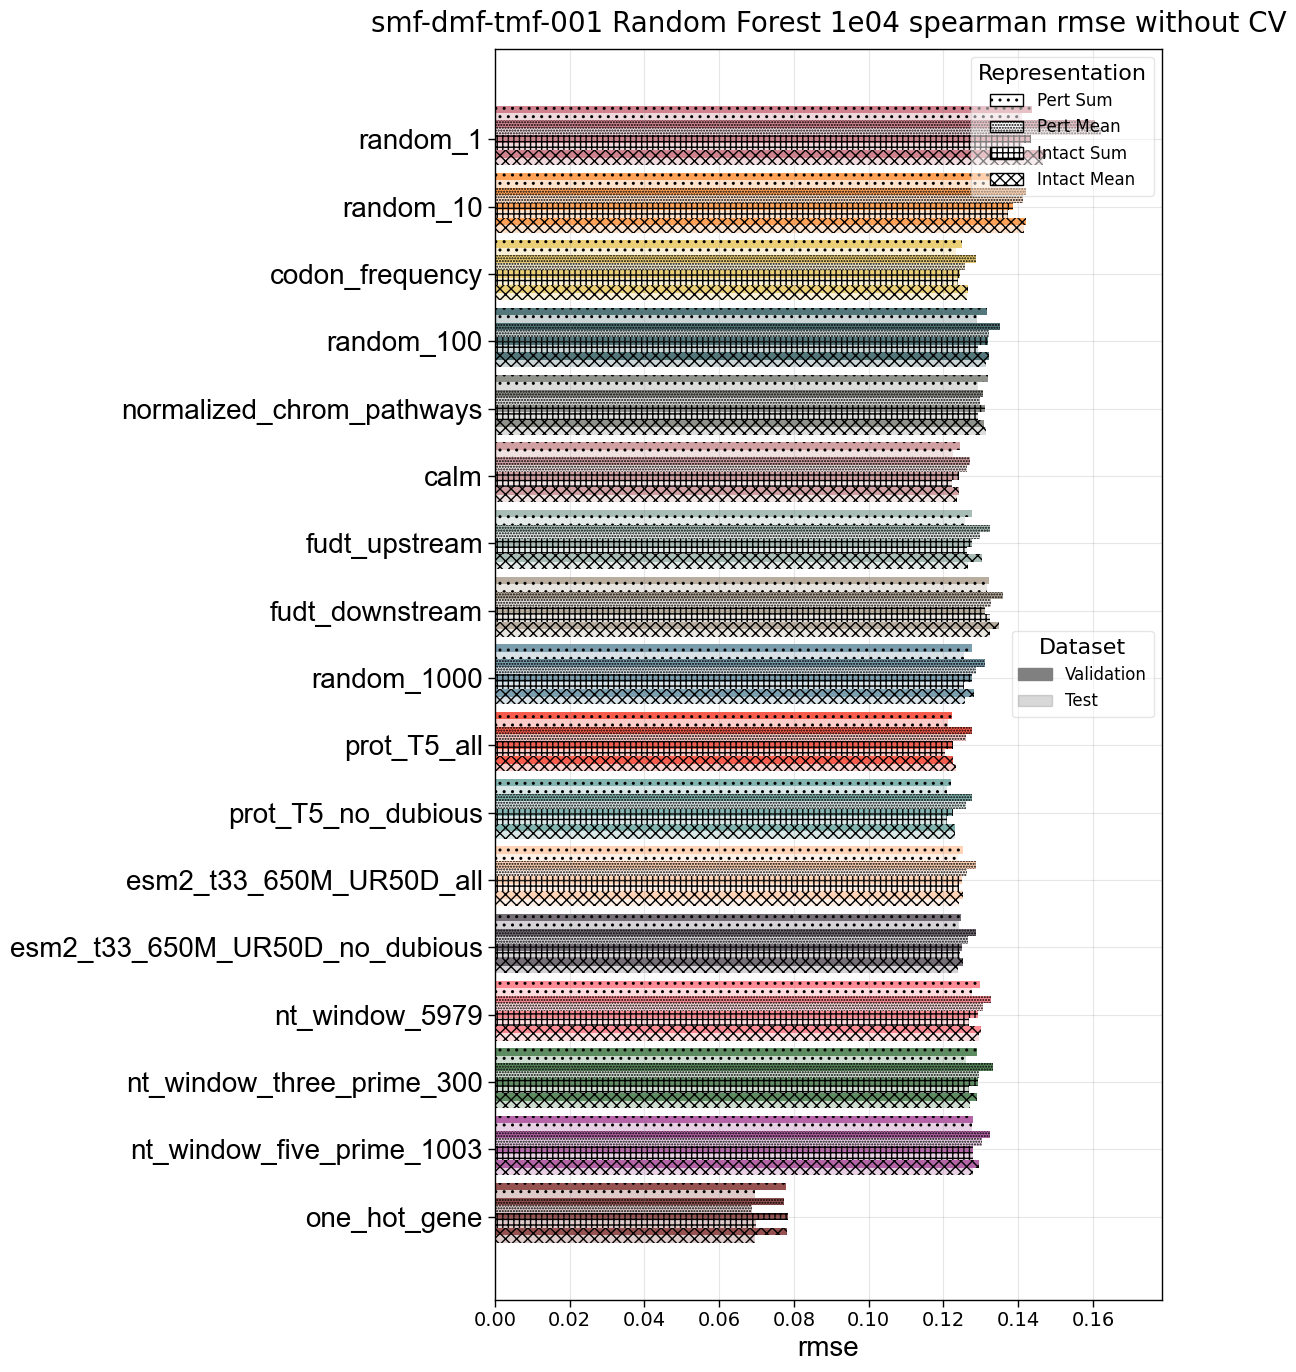 smf-dmf-tmf-001 Random Forest 1e04 spearman rmse without CV
Representation
Pert Sum
Pert Mean
Intact Sum
Intact Mean
random_1
random_10
codon_frequency
random_100
normalized_chrom_pathways
calm
fudt_upstream
fudt_downstream
random_1000
Dataset
Validation
Test
prot_T5_all
prot_T5_no_dubious
esm2_t33_650M_UR50D_all
esm2_t33_650M_UR50D_no_dubious
nt_window_5979
nt_window_three_prime_300
nt_window_five_prime_1003
one_hot_gene
0.00 0.02 0.04 0.06 0.08 0.10 0.12 0.14 0.16
rmse